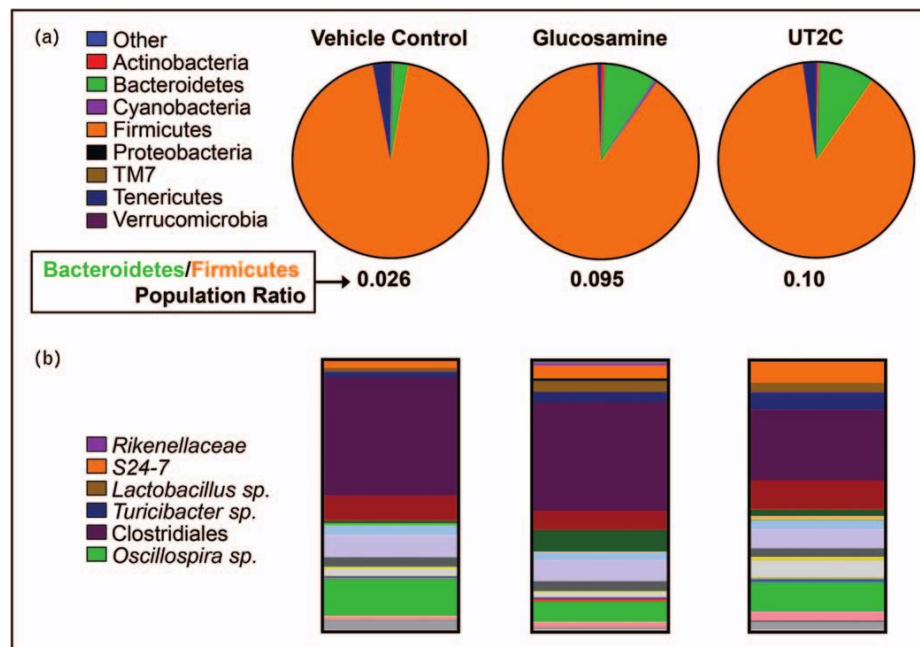 (a)
Other
Actinobacteria
Bacteroidetes
Cyanobacteria
Firmicutes
Proteobacteria
TM7
Tenericutes
Verrucomicrobia
Vehicle Control
Glucosamine
UT2C
Bacteroidetes/Firmicutes
Population Ratio
0.026
0.095
0.10
(b)
Rikenellaceae
S24-7
Lactobacillus sp.
Turicibacter sp.
Clostridiales
Oscillospira sp.